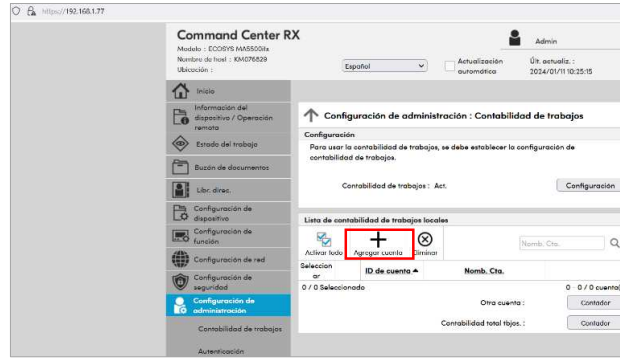 https://192.168.1.77
Command Center RX
Modelo : ECOSYS MA5500ifx
Nombre de host : KM076829
Ubicación :
Español
Actualización automática
Admin
Últ. actualiz. :
2024/01/11 10:25:15
Inicio
Información del
dispositivo / Operación
remota
Estado del trabajo
Buzón de documentos
Libr. direc.
Configuración de
dispositivo
Configuración de
función
Configuración de red
Configuración de
seguridad
Configuración de
administración
Contabilidad de trabajos
Autenticación
Configuración de administración : Contabilidad de trabajos
Configuración
Para usar la contabilidad de trabajos, se debe establecer la configuración de
contabilidad de trabajos.
Contabilidad de trabajos : Act.
Configuración
Lista de contabilidad de trabajos locales
Activar todo
Agregar cuenta
Eliminar
Nomb. Cta.
Seleccion
ar
ID de cuenta
Nomb. Cta.
0 / 0 Seleccionado
0 - 0 / 0 cuenta(
Otra cuenta :
Contador
Contabilidad total tbjos. :
Contador